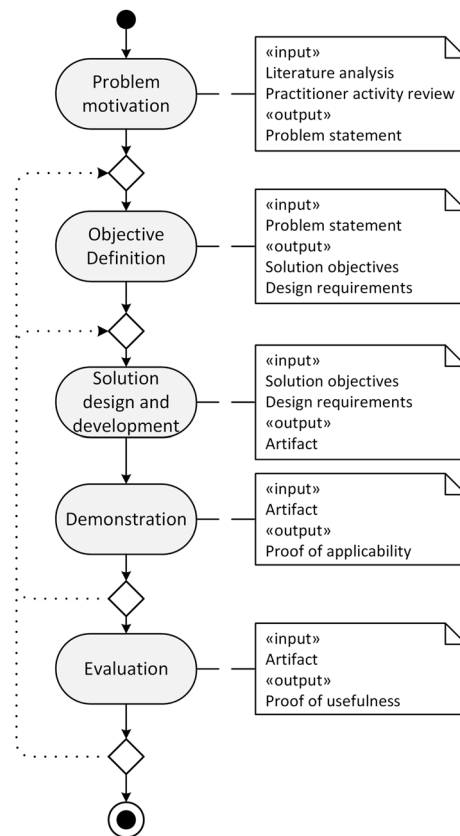 Problem
motivation
«input»
Literature analysis
Practitioner activity review
«output»
Problem statement
Objective
Definition
«input»
Problem statement
«output»
Solution objectives
Design requirements
Solution
design and
development
«input»
Solution objectives
Design requirements
«output»
Artifact
Demonstration
«input»
Artifact
«output»
Proof of applicability
Evaluation
«input»
Artifact
«output»
Proof of usefulness